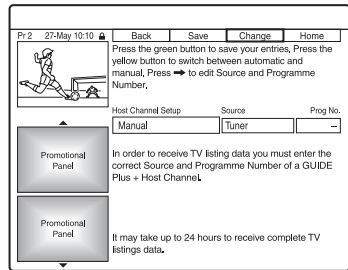 Pr 2 27-May 10:10 Back Save Change Home
Press the green button to save your entries, Press the
yellow button to switch between automatic and
manual, Press ➡ to edit Source and Programme
Number.
Host Channel Setup Source Prog No.
Manual Tuner –
Promotional
Panel
In order to receive TV listing data you must enter the
correct Source and Programme Number of a GUIDE
Plus + Host Channel.
Promotional
Panel
It may take up to 24 hours to receive complete TV
listings data.